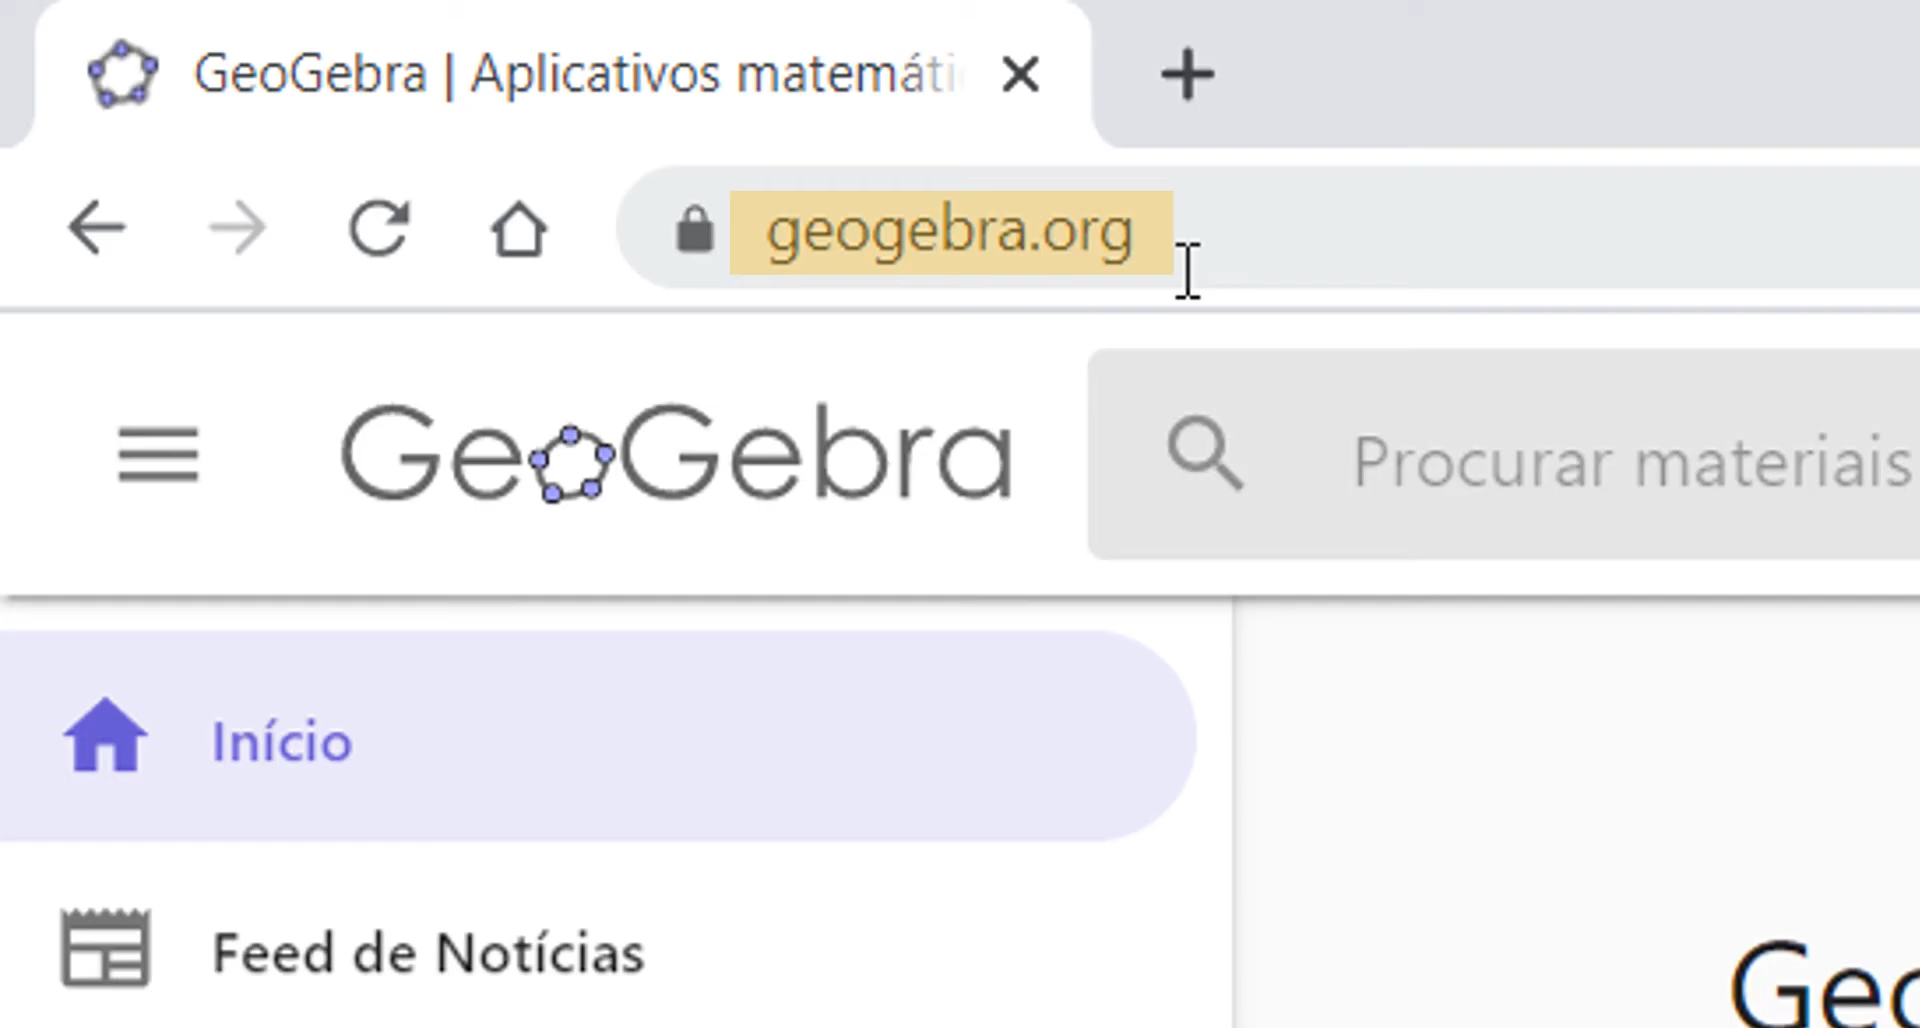 GeoGebra | Aplicativos matemáti
geogebra.org
GeoGebra
Procurar materiais
Início
Feed de Notícias